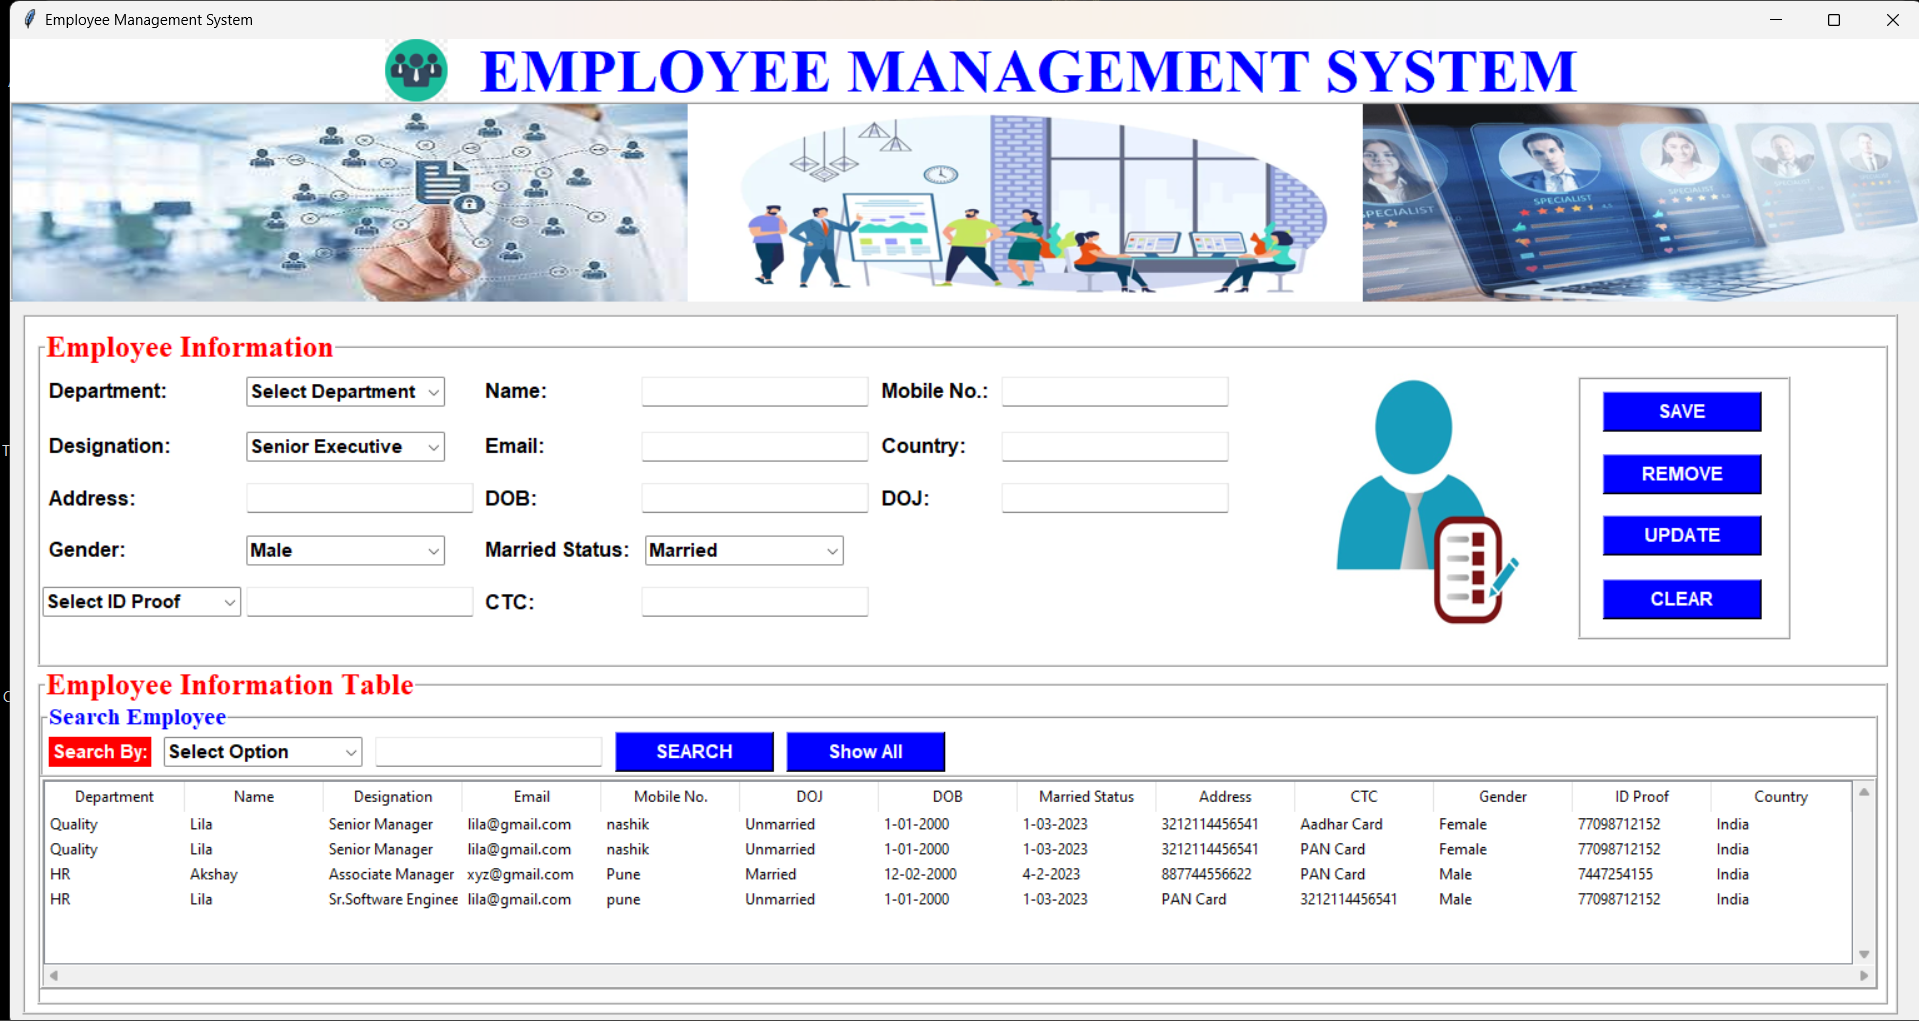 Employee Management System
EMPLOYEE MANAGEMENT SYSTEM
SPECIALIST
SPECIALIST
SPECIALIST
Employee Information
Department: Select Department Name: Mobile No.:
SAVE
Designation: Senior Executive Email: Country:
REMOVE
Address: DOB: DOJ:
UPDATE
Gender: Male Married Status: Married
Select ID Proof CTC:
CLEAR
Employee Information Table
Search Employee
Search By: Select Option SEARCH Show All
Department Name Designation Email Mobile No. DOJ DOB Married Status Address CTC Gender ID Proof Country
Quality Lila Senior Manager lila@gmail.com nashik Unmarried 1-01-2000 1-03-2023 3212114456541 Aadhar Card Female 77098712152 India
Quality Lila Senior Manager lila@gmail.com nashik Unmarried 1-01-2000 1-03-2023 3212114456541 PAN Card Female 77098712152 India
HR Akshay Associate Manager xyz@gmail.com Pune Married 12-02-2000 4-2-2023 887744556622 PAN Card Male 7447254155 India
HR Lila Sr.Software Enginee lila@gmail.com pune Unmarried 1-01-2000 1-03-2023 PAN Card 3212114456541 Male 77098712152 India